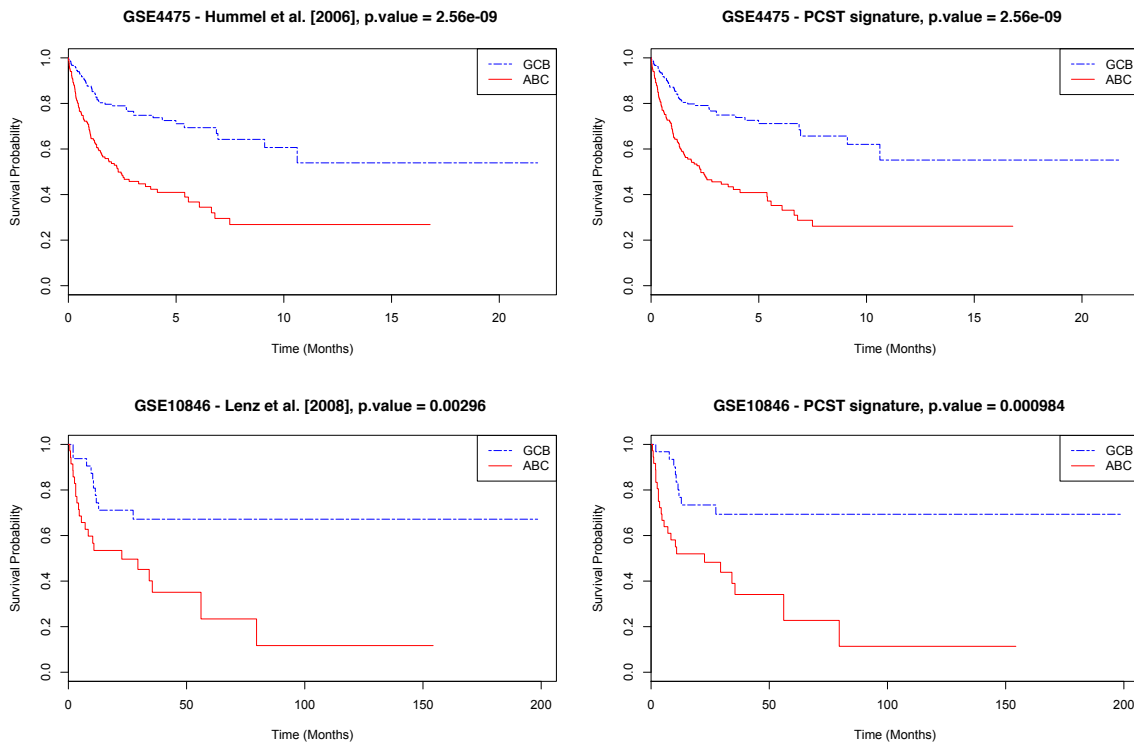 GSE4475 - Hummel et al. [2006], p.value = 2.56e-09
GCB
ABC
Survival Probability
1.0
0.8
0.6
0.4
0.2
0.0
0 5 10 15 20
Time (Months)
GSE4475 - PCST signature, p.value = 2.56e-09
GCB
ABC
Survival Probability
1.0
0.8
0.6
0.4
0.2
0.0
0 5 10 15 20
Time (Months)
GSE10846 - Lenz et al. [2008], p.value = 0.00296
GCB
ABC
Survival Probability
1.0
0.8
0.6
0.4
0.2
0.0
0 50 100 150 200
Time (Months)
GSE10846 - PCST signature, p.value = 0.000984
GCB
ABC
Survival Probability
1.0
0.8
0.6
0.4
0.2
0.0
0 50 100 150 200
Time (Months)